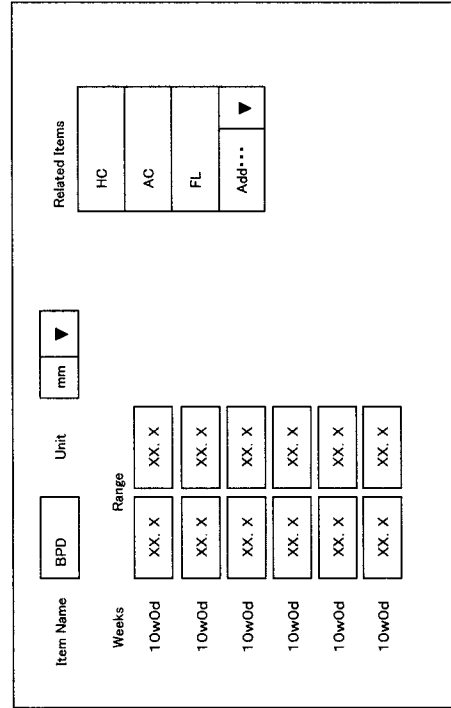 Item Name BPD Unit mm ▼
Weeks Range Related Items
10w0d XX. X XX. X HC
10w0d XX. X XX. X AC
10w0d XX. X XX. X FL
10w0d XX. X XX. X Add･･･ ▼
10w0d XX. X XX. X
10w0d XX. X XX. X